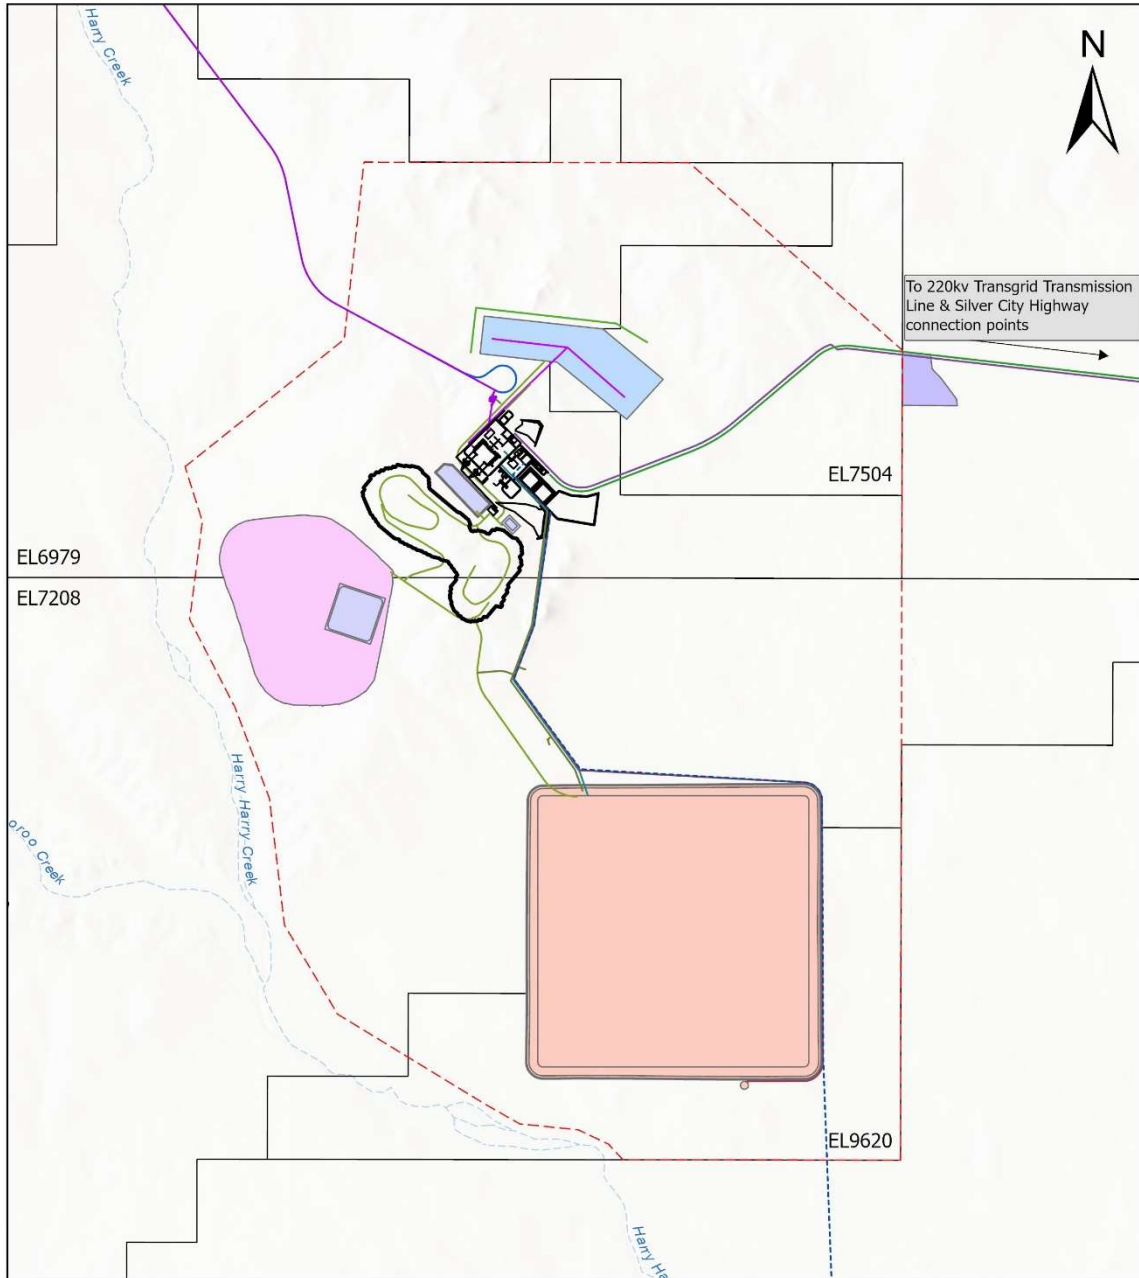 Harry Creek
N
To 220kv Transgrid Transmission
Line & Silver City Highway
connection points
EL7504
EL6979
EL7208
Harry Harry Creek
oroo Creek
EL9620
Harry Ha